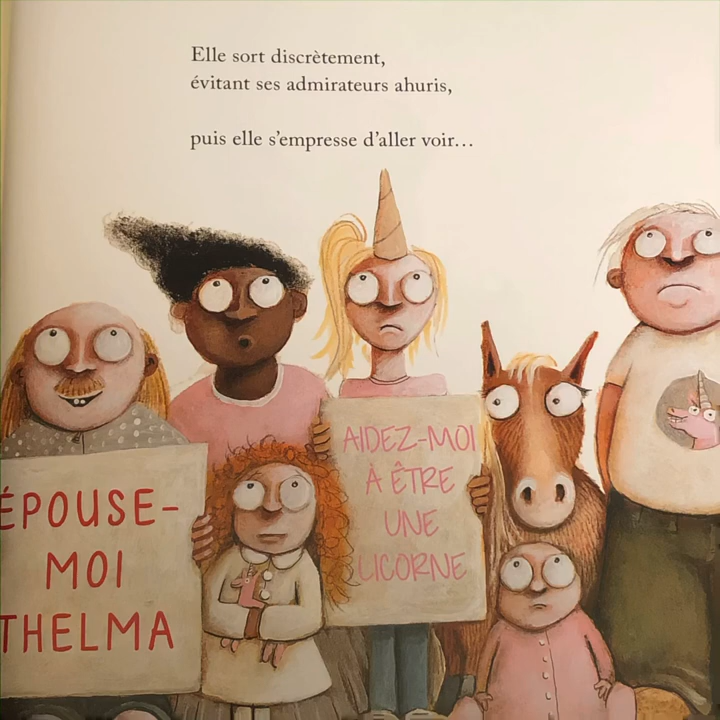 Elle sort discrètement,
évitant ses admirateurs ahuris,
puis elle s'empresse d'aller voir...
ÉPOUSE-
MOI
THELMA
AIDEZ-MOI
À ÊTRE
UNE
LICORNE